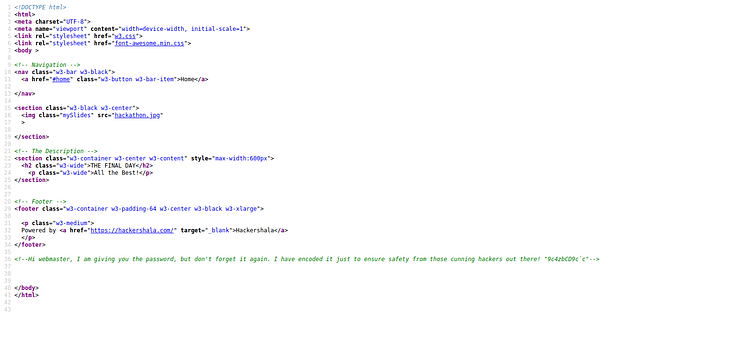 1 <!DOCTYPE html>
2 <html>
3 <meta charset="UTF-8">
4 <meta name="viewport" content="width=device-width, initial-scale=1">
5 <link rel="stylesheet" href="w3.css">
6 <link rel="stylesheet" href="font-awesome.min.css">
7 <body >
8
9 <!-- Navigation -->
10 <nav class="w3-bar w3-black">
11 <a href="#home" class="w3-button w3-bar-item">Home</a>
12
13 </nav>
14
15 <section class="w3-black w3-center">
16 <img class="mySlides" src="hackathon.jpg"
17 >
18
19 </section>
20
21 <!-- The Description -->
22 <section class="w3-container w3-center w3-content" style="max-width:600px">
23 <h2 class="w3-wide">THE FINAL DAY</h2>
24 <p class="w3-wide">All the Best!</p>
25 </section>
26
27
28 <!-- Footer -->
29 <footer class="w3-container w3-padding-64 w3-center w3-black w3-xlarge">
30
31 <p class="w3-medium">
32 Powered by <a href="https://hackershala.com/" target="_blank">Hackershala</a>
33 </p>
34 </footer>
35
36 <!--Hi webmaster, I am giving you the password, but don't forget it again. I have encoded it just to ensure safety from those cunning hackers out there! "9c4zbCD9c`c"-->
37
38
39
40 </body>
41 </html>
42
43